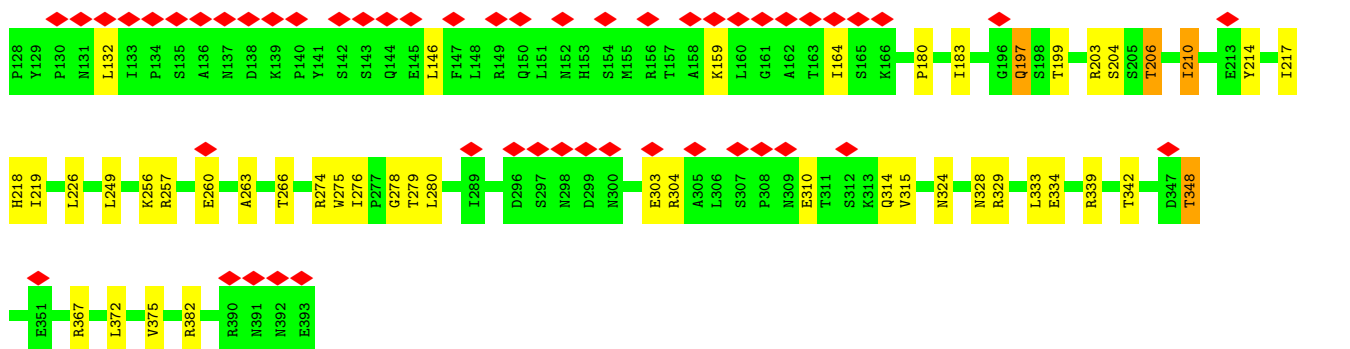 P128 Y129 P130 N131 L132 I133 P134 S135 A136 N137 D138 K139 P140 Y141 S142 S143 Q144 E145 L146 F147 L148 R149 Q150 L151 N152 H153 S154 M155 R156 T157 A158 K159 L160 G161 A162 T163 I164 S165 K166 P180 I183 G196 Q197 S198 T199 R203 S204 S205 T206 I210 E213 Y214 I217
H218 I219 L226 L249 K256 R257 E260 A263 T266 R274 W275 I276 P277 G278 T279 L280 I289 D296 S297 N298 D299 N300 E303 R304 A305 L306 S307 P308 N309 E310 T311 S312 K313 Q314 V315 N324 N328 R329 L333 E334 R339 T342 D347 T348
E351 R367 L372 V375 R382 R390 N391 N392 E393